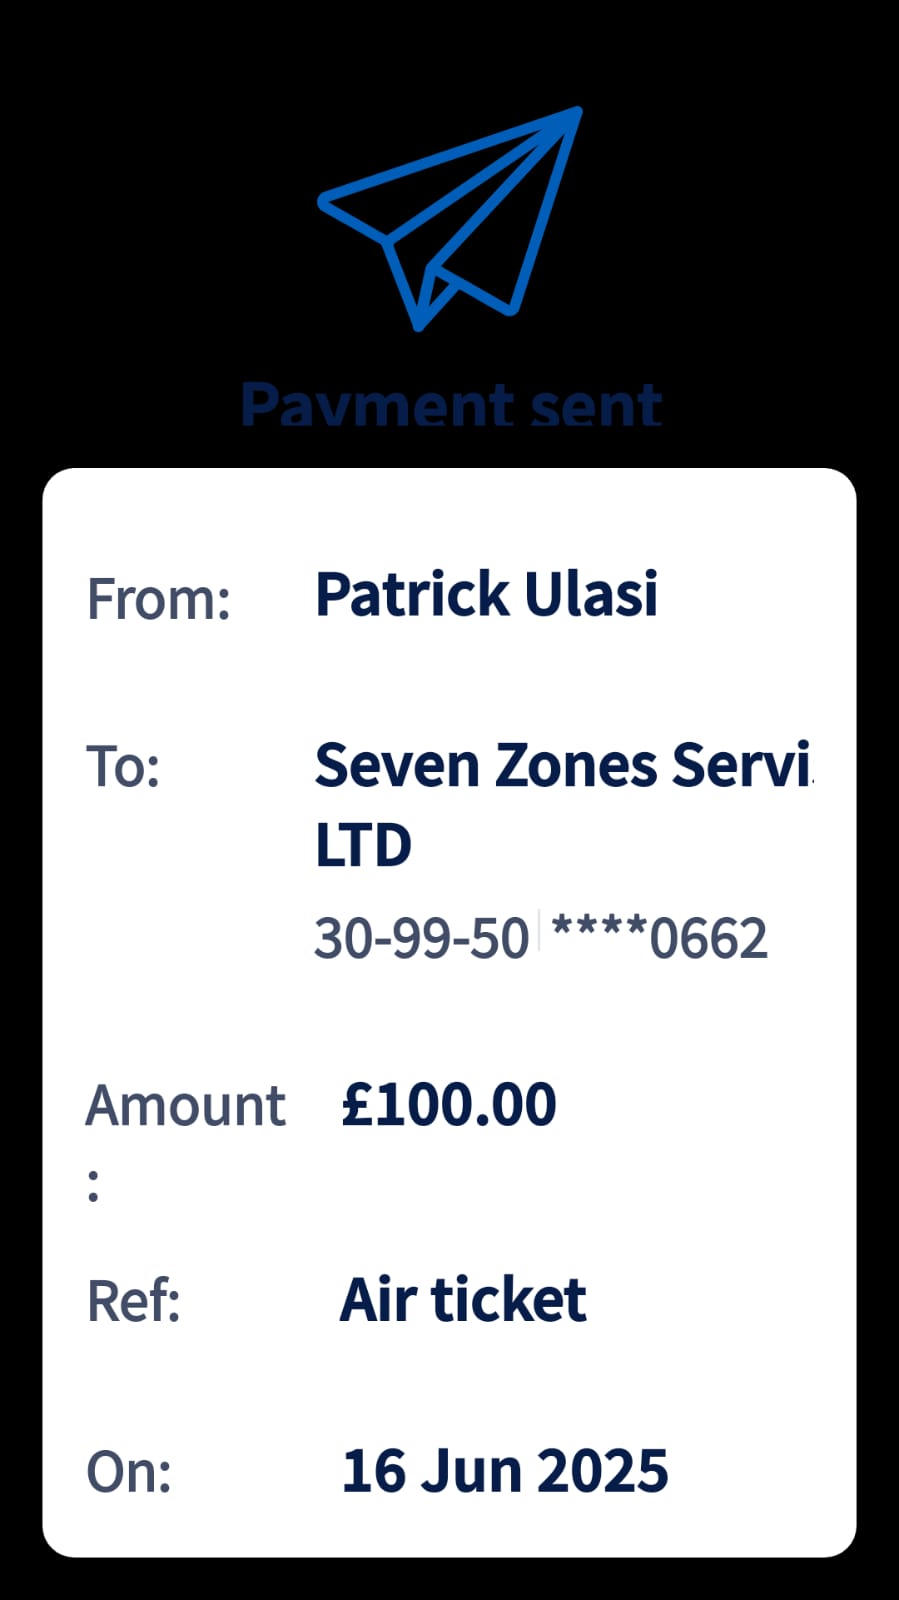 Payment sent
From: Patrick Ulasi
To: Seven Zones Servi
LTD
30-99-50 ****0662
Amount £100.00
:
Ref: Air ticket
On: 16 Jun 2025